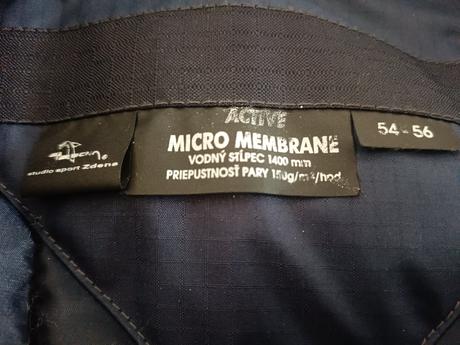 studio sport Zdena
ACTIVE
MICRO MEMBRANE
VODNÝ STĹPEC 1400 mm
PRIEPUSTNOSŤ PARY 150g/m²/hod.
54 - 56